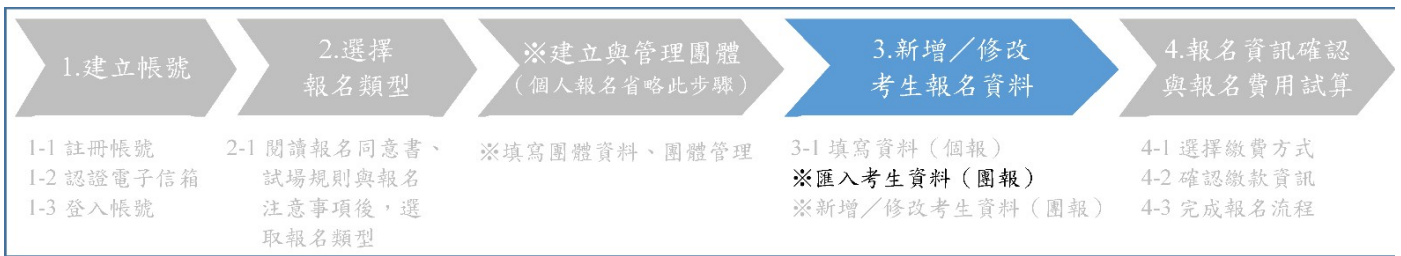 1.建立帳號
2.選擇
報名類型
※建立與管理團體
（個人報名省略此步驟）
3.新增／修改
考生報名資料
4.報名資訊確認
與報名費用試算
1-1 註冊帳號
1-2 認證電子信箱
1-3 登入帳號
2-1 閱讀報名同意書、
試場規則與報名
注意事項後，選
取報名類型
※填寫團體資料、團體管理
3-1 填寫資料（個報）
※匯入考生資料（團報）
※新增／修改考生資料（團報）
4-1 選擇繳費方式
4-2 確認繳款資訊
4-3 完成報名流程